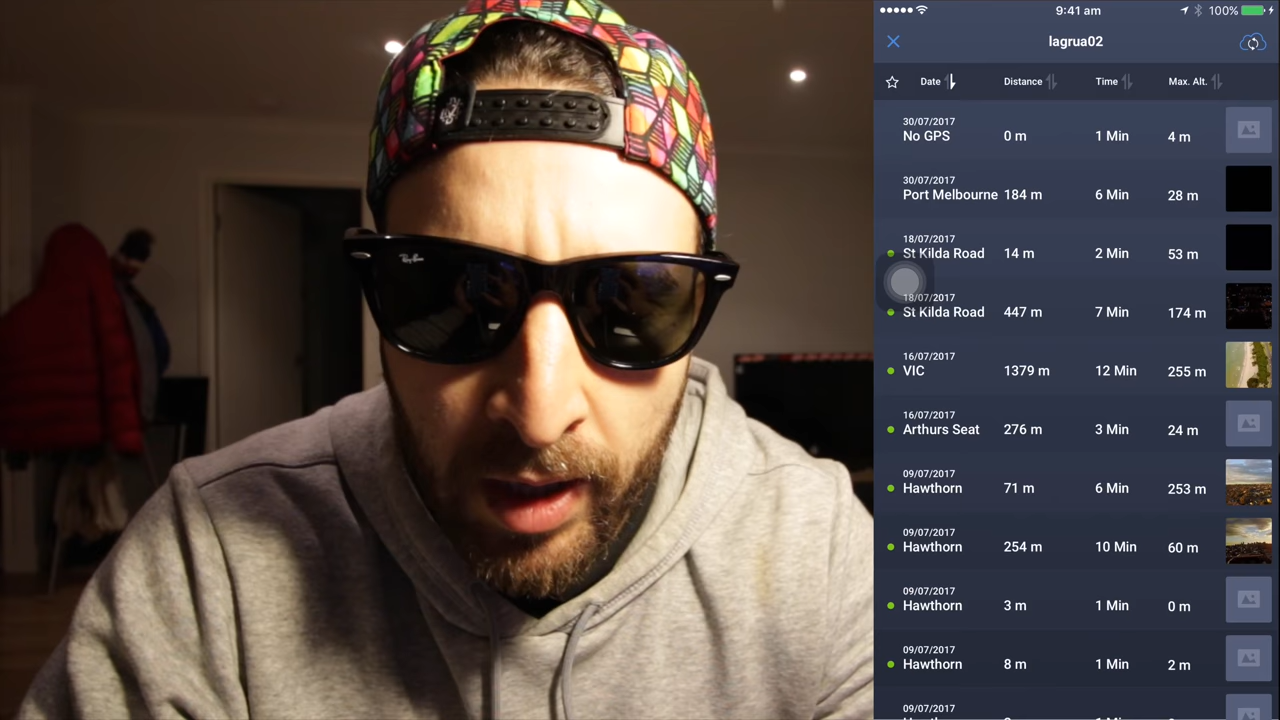 Ray-Ban
9:41 am
100%
lagrua02
Date
Distance
Time
Max. Alt.
30/07/2017
No GPS
0 m
1 Min
4 m
30/07/2017
Port Melbourne
184 m
6 Min
28 m
18/07/2017
St Kilda Road
14 m
2 Min
53 m
18/07/2017
St Kilda Road
447 m
7 Min
174 m
16/07/2017
VIC
1379 m
12 Min
255 m
16/07/2017
Arthurs Seat
276 m
3 Min
24 m
09/07/2017
Hawthorn
71 m
6 Min
253 m
09/07/2017
Hawthorn
254 m
10 Min
60 m
09/07/2017
Hawthorn
3 m
1 Min
0 m
09/07/2017
Hawthorn
8 m
1 Min
2 m
09/07/2017